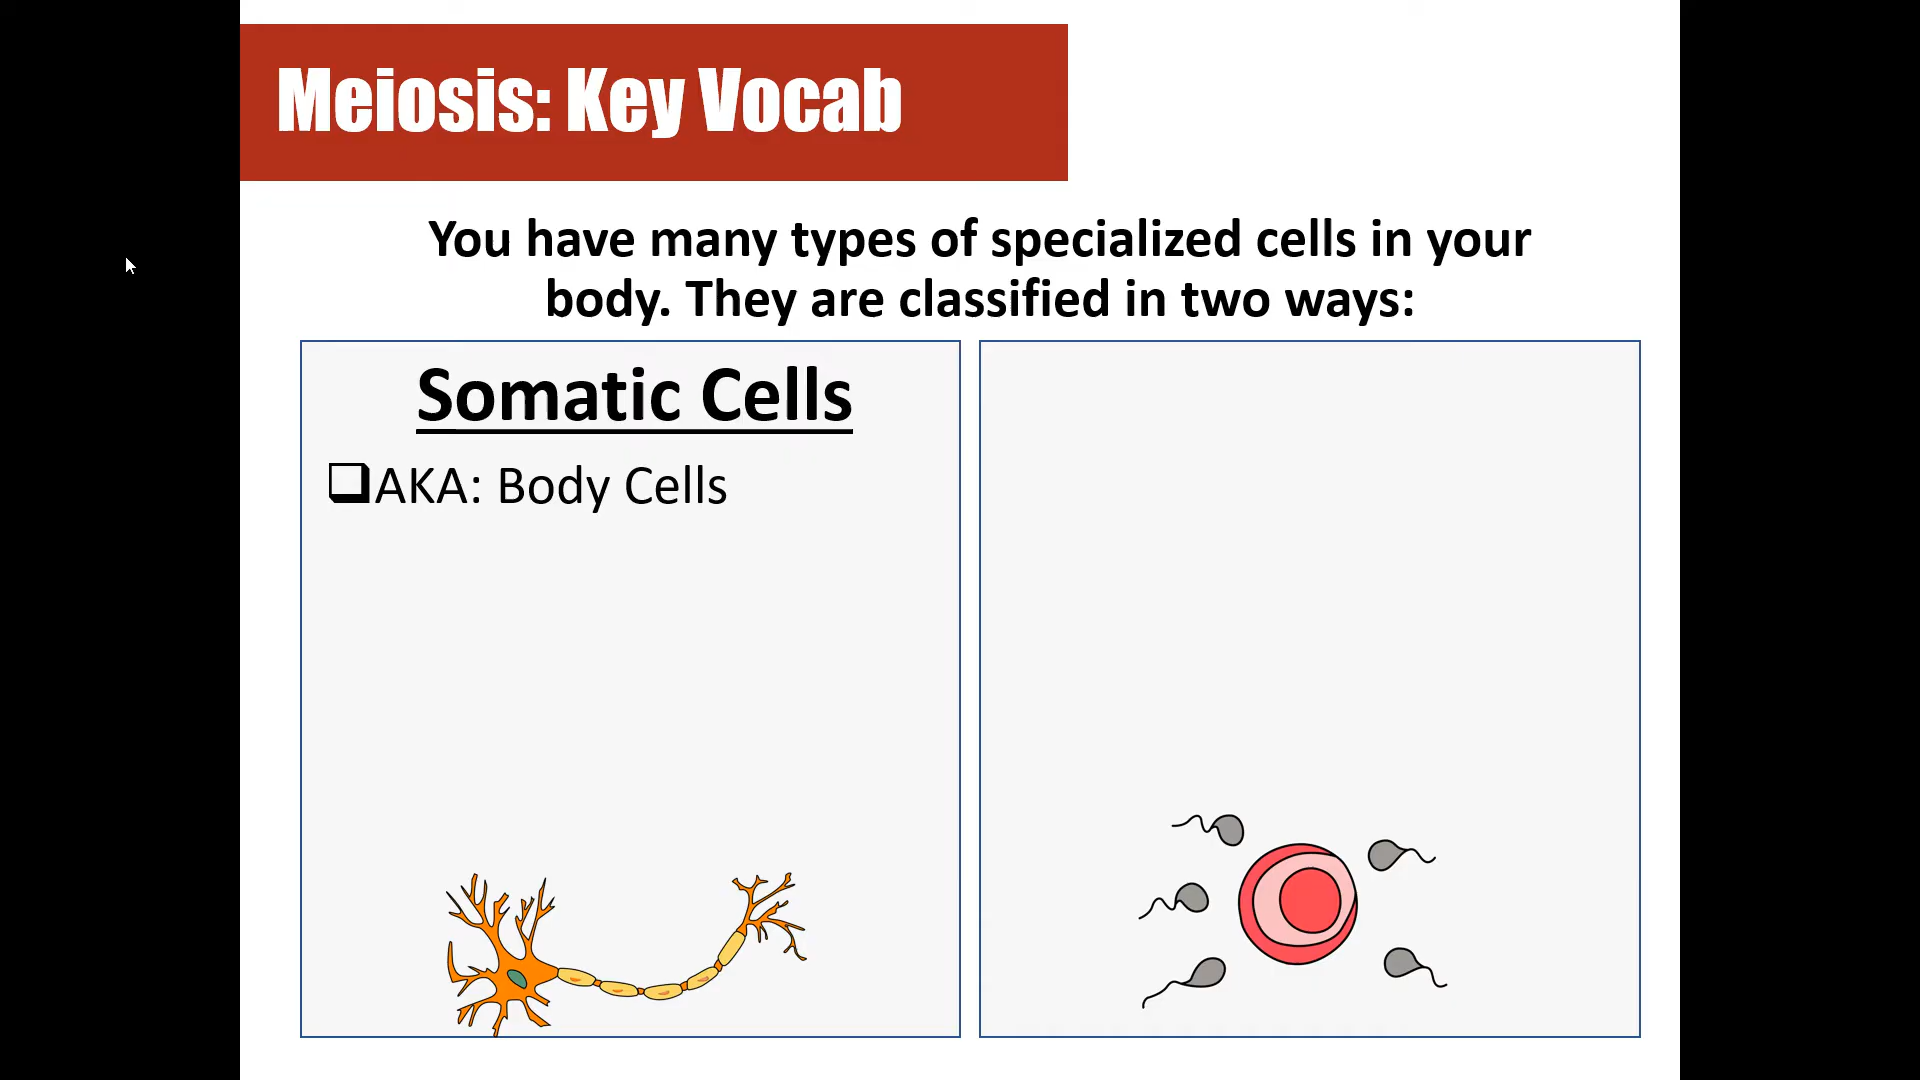 Meiosis: Key Vocab
You have many types of specialized cells in your
body. They are classified in two ways:
Somatic Cells
AKA: Body Cells